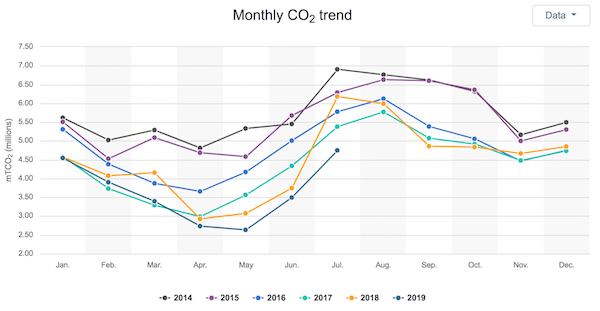 Monthly CO₂ trend
Data
7.50
7.00
6.50
6.00
5.50
5.00
4.50
4.00
3.50
3.00
2.50
2.00
mTCO₂ (millions)
Jan. Feb. Mar. Apr. May Jun. Jul. Aug. Sep. Oct. Nov. Dec.
2014 2015 2016 2017 2018 2019